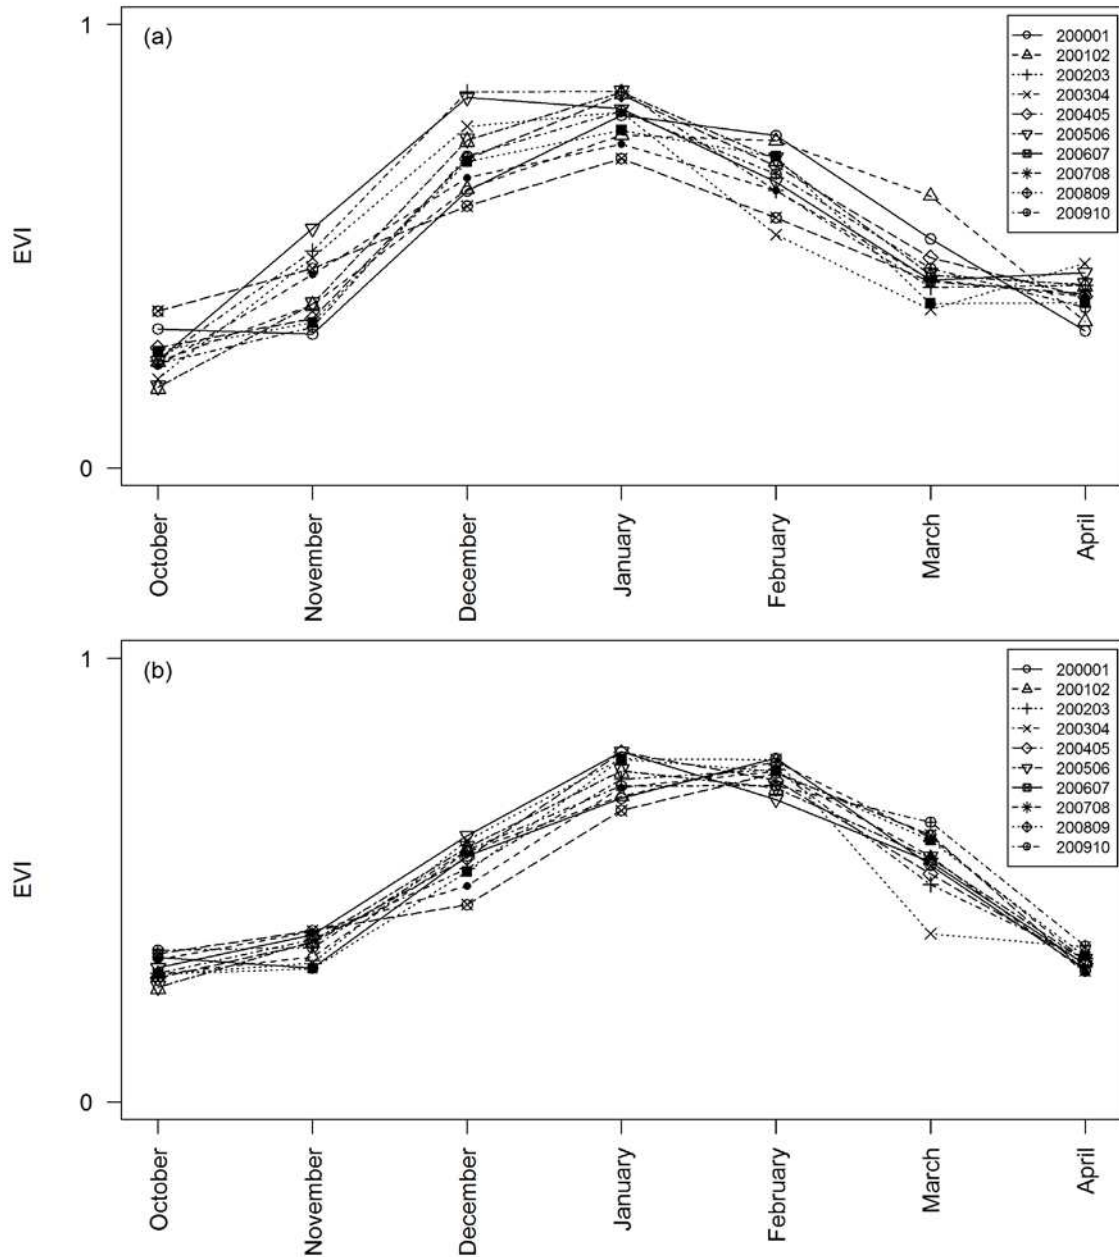 (a)
200001
200102
200203
200304
200405
200506
200607
200708
200809
200910
EVI
1
0
October
November
December
January
February
March
April
(b)
200001
200102
200203
200304
200405
200506
200607
200708
200809
200910
EVI
1
0
October
November
December
January
February
March
April